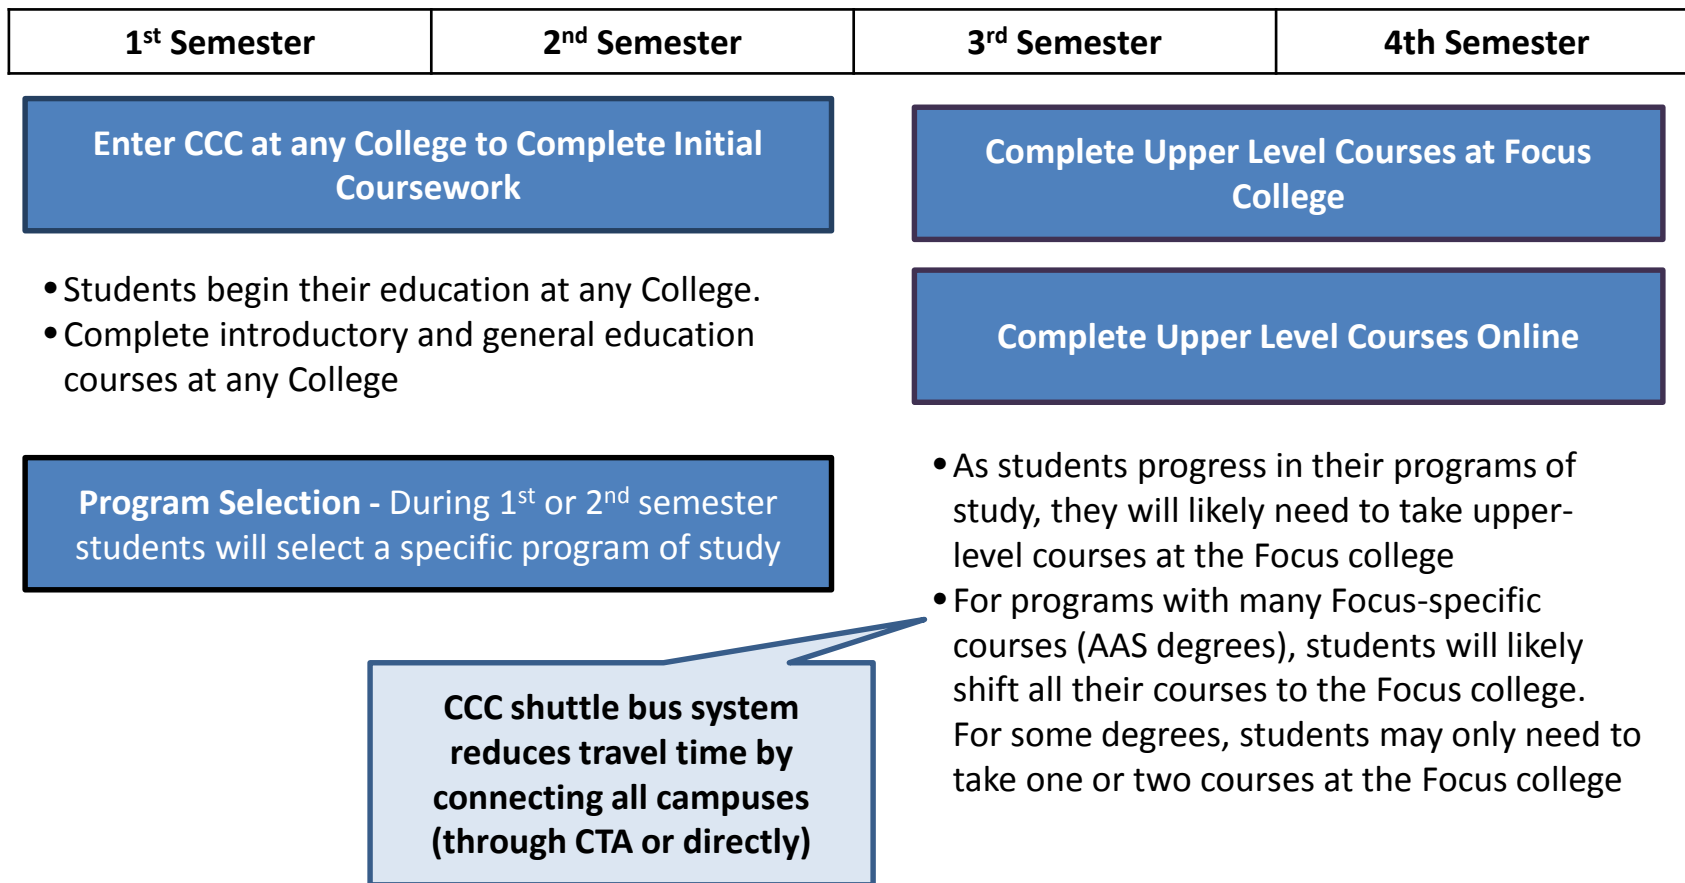 1st Semester
2nd Semester
3rd Semester
4th Semester
Enter CCC at any College to Complete Initial
Coursework
• Students begin their education at any College.
• Complete introductory and general education
courses at any College
Program Selection - During 1st or 2nd semester
students will select a specific program of study
CCC shuttle bus system
reduces travel time by
connecting all campuses
(through CTA or directly)
Complete Upper Level Courses at Focus
College
Complete Upper Level Courses Online
• As students progress in their programs of
study, they will likely need to take upper-
level courses at the Focus college
• For programs with many Focus-specific
courses (AAS degrees), students will likely
shift all their courses to the Focus college.
For some degrees, students may only need to
take one or two courses at the Focus college